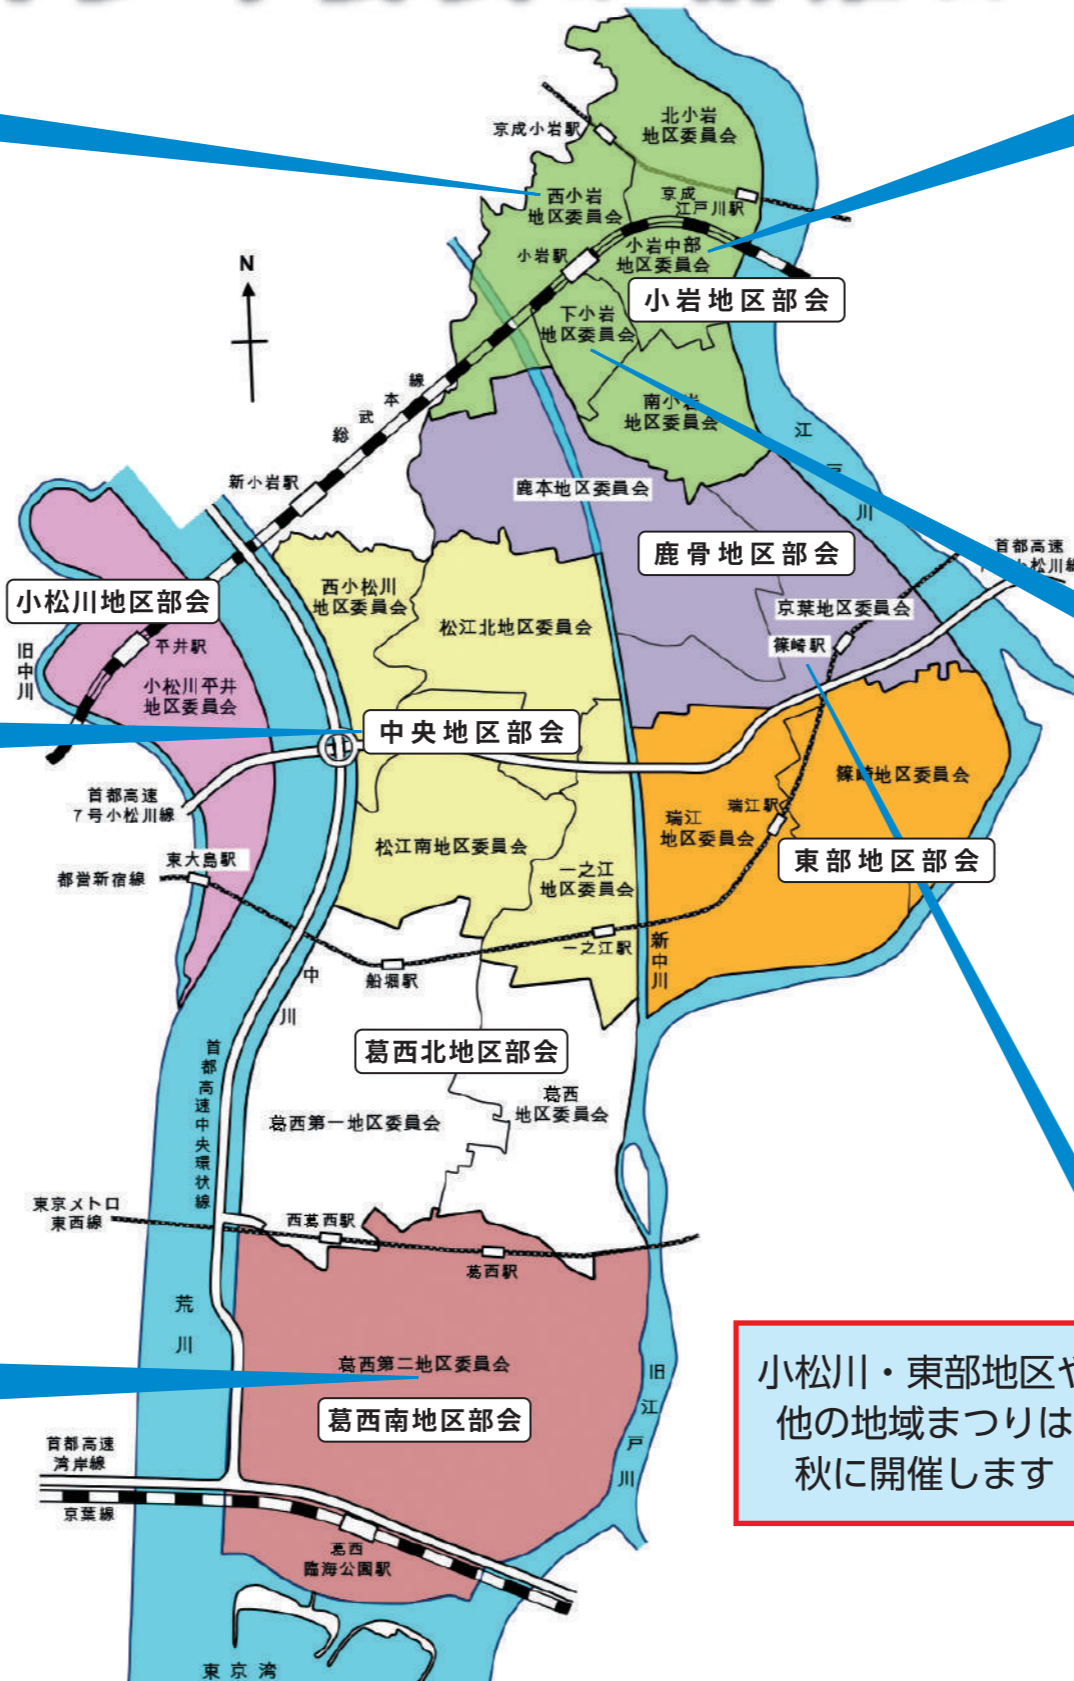 北小岩
地区委員会
京成小岩駅
西小岩
地区委員会
京成
江戸川駅
小岩駅
小岩中部
地区委員会
小岩地区部会
N
下小岩
地区委員会
総武本線
南小岩
地区委員会
江戸川
新小岩駅
鹿本地区委員会
鹿骨地区部会
首都高速
小松川線
西小松川
地区委員会
小松川地区部会
松江北地区委員会
京葉地区委員会
篠崎駅
平井駅
旧中川
小松川平井
地区委員会
中央地区部会
篠崎地区委員会
首都高速
7号小松川線
瑞江駅
瑞江
地区委員会
松江南地区委員会
東部地区部会
東大島駅
都営新宿線
一之江
地区委員会
一之江駅
新中川
船堀駅
中川
葛西北地区部会
首都高速中央環状線
葛西
地区委員会
葛西第一地区委員会
東京メトロ
東西線
西葛西駅
葛西駅
荒川
葛西第二地区委員会
旧江戸川
葛西南地区部会
小松川・東部地区や
他の地域まつりは
秋に開催します
首都高速
湾岸線
京葉線
葛西
臨海公園駅
東京湾